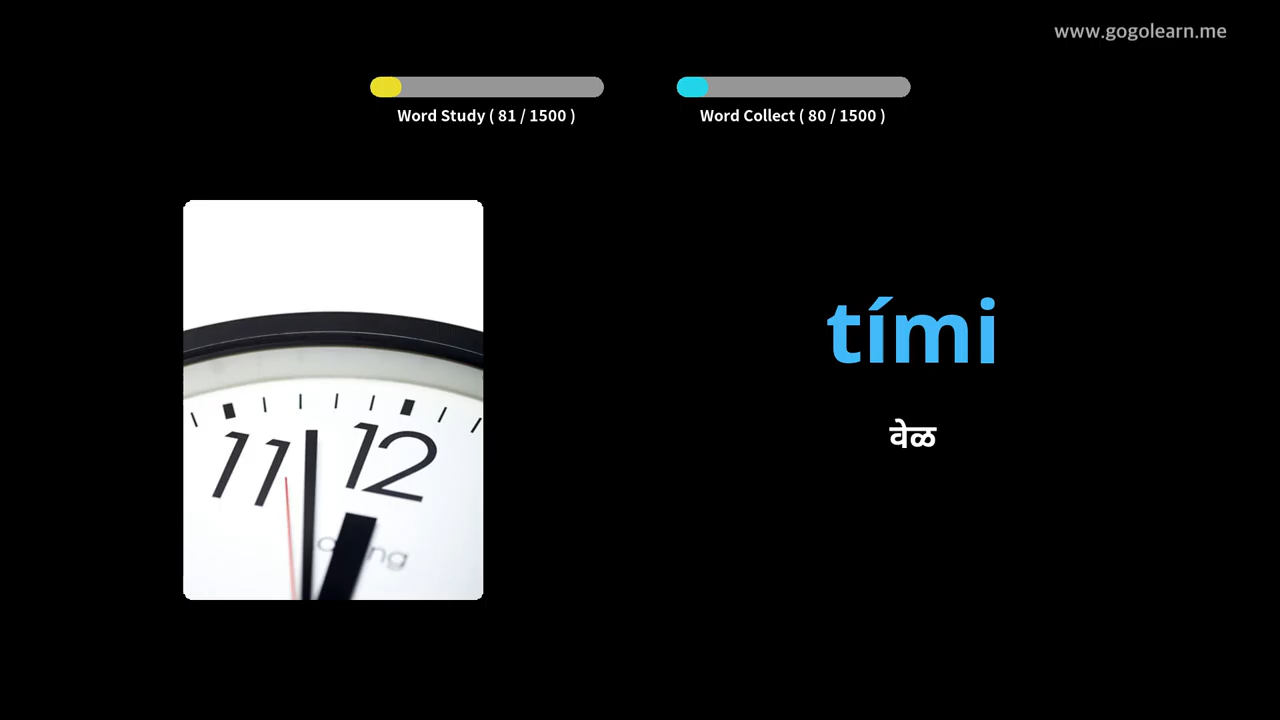 www.gogolearn.me
Word Study ( 81 / 1500 )
Word Collect ( 80 / 1500 )
11 12
tími
वेळ